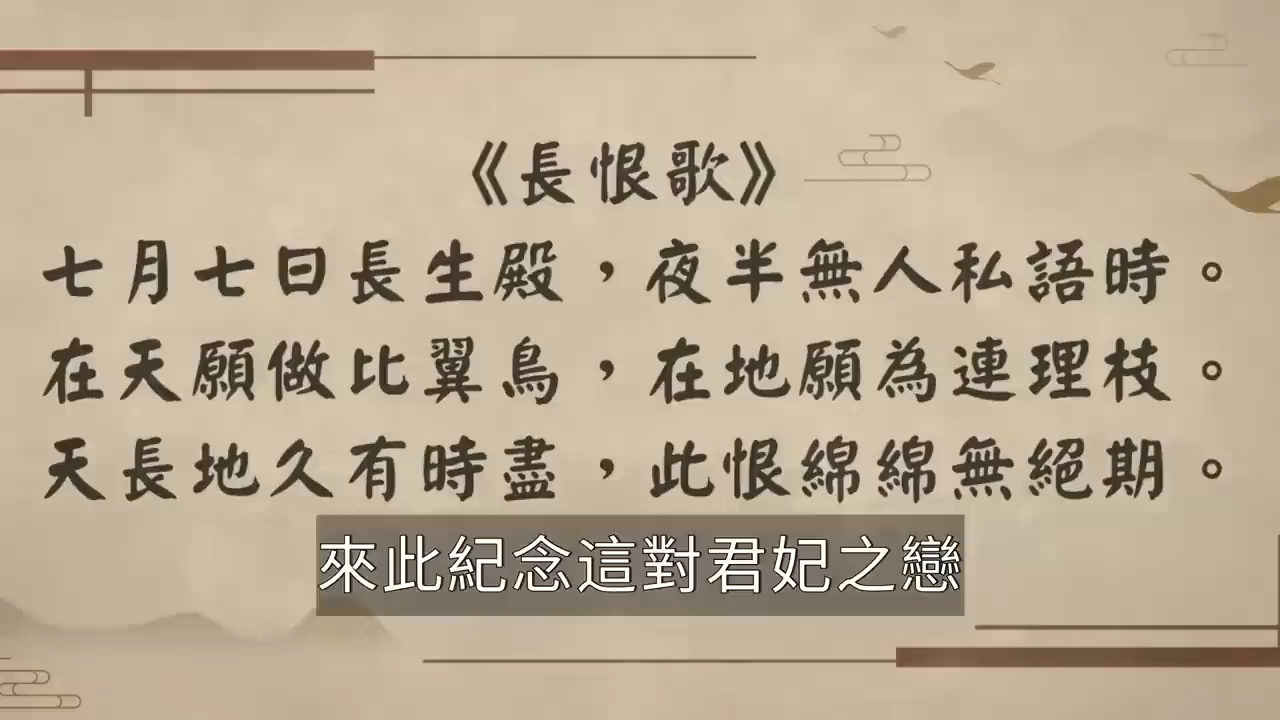 《長恨歌》
七月七日長生殿，夜半無人私語時。
在天願做比翼鳥，在地願為連理枝。
天長地久有時盡，此恨綿綿無絕期。
來此紀念這對君妃之戀